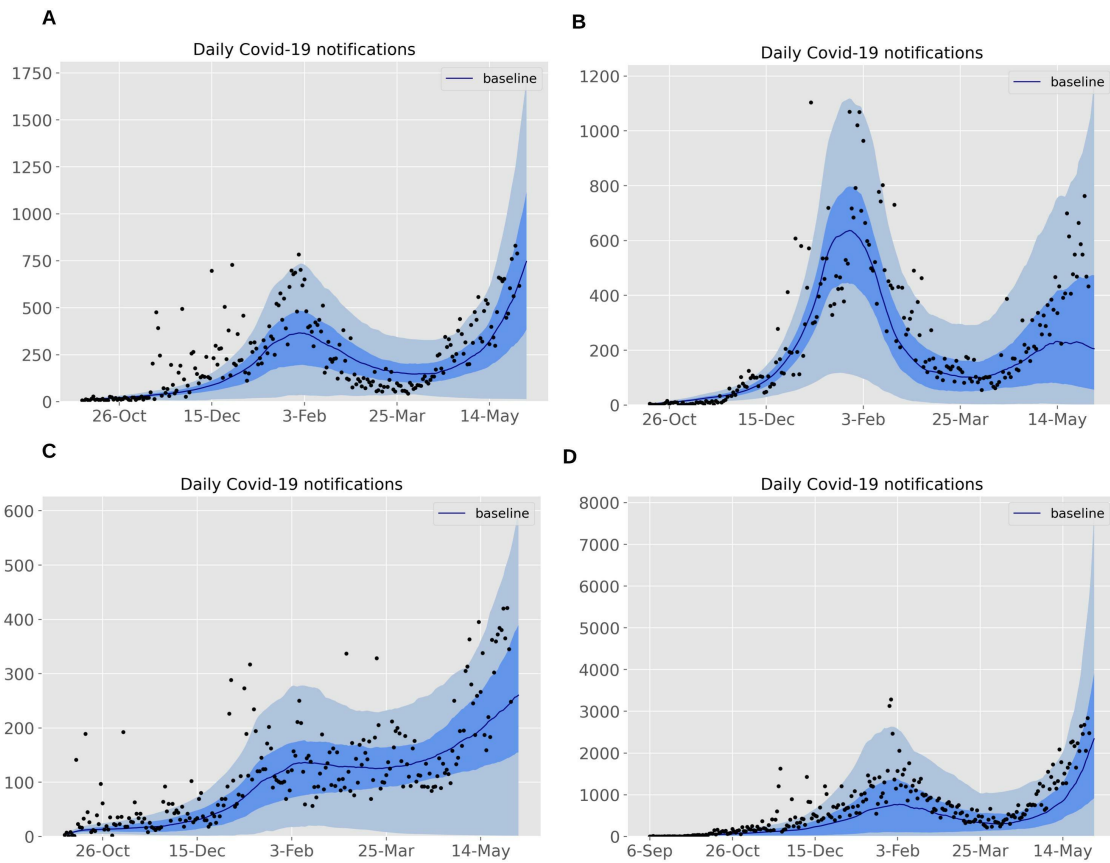 A
Daily Covid-19 notifications
baseline
1750
1500
1250
1000
750
500
250
0
26-Oct 15-Dec 3-Feb 25-Mar 14-May
B
Daily Covid-19 notifications
baseline
1200
1000
800
600
400
200
0
26-Oct 15-Dec 3-Feb 25-Mar 14-May
C
Daily Covid-19 notifications
baseline
600
500
400
300
200
100
0
26-Oct 15-Dec 3-Feb 25-Mar 14-May
D
Daily Covid-19 notifications
baseline
8000
7000
6000
5000
4000
3000
2000
1000
0
6-Sep 26-Oct 15-Dec 3-Feb 25-Mar 14-May